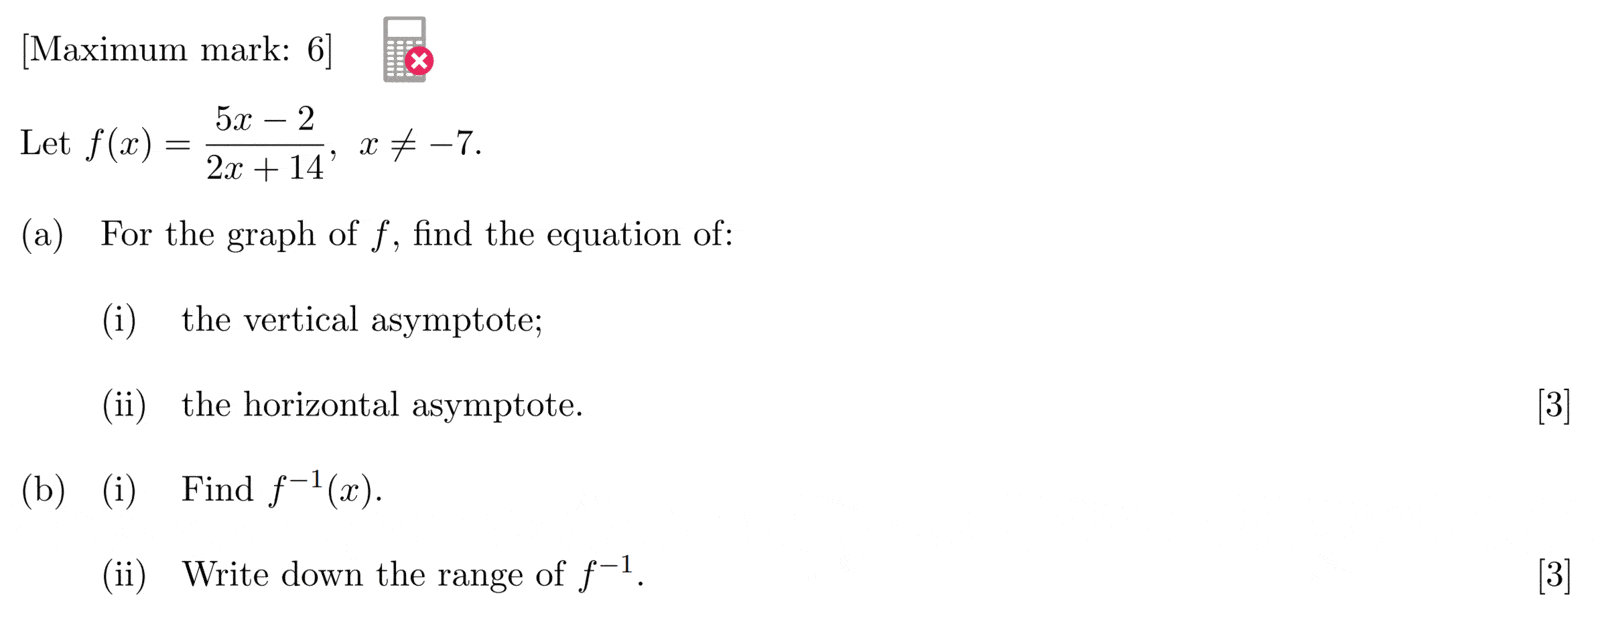 [Maximum mark: 6]
Let f(x) = \frac{5x − 2}{2x + 14}, x ≠ −7.
(a) For the graph of f, find the equation of:
(i) the vertical asymptote;
(ii) the horizontal asymptote. [3]
(b) (i) Find f⁻¹(x).
(ii) Write down the range of f⁻¹. [3]